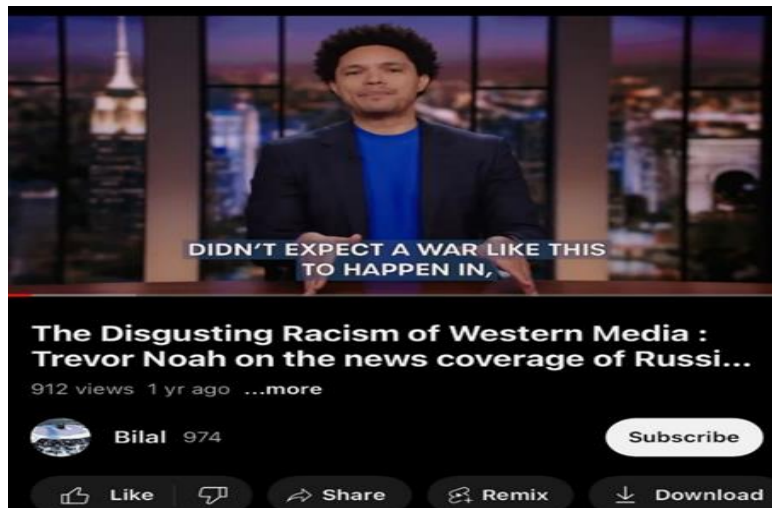 DIDN'T EXPECT A WAR LIKE THIS
TO HAPPEN IN,
The Disgusting Racism of Western Media :
Trevor Noah on the news coverage of Russi...
912 views 1 yr ago ...more
Bilal 974 Subscribe
Like Share Remix Download